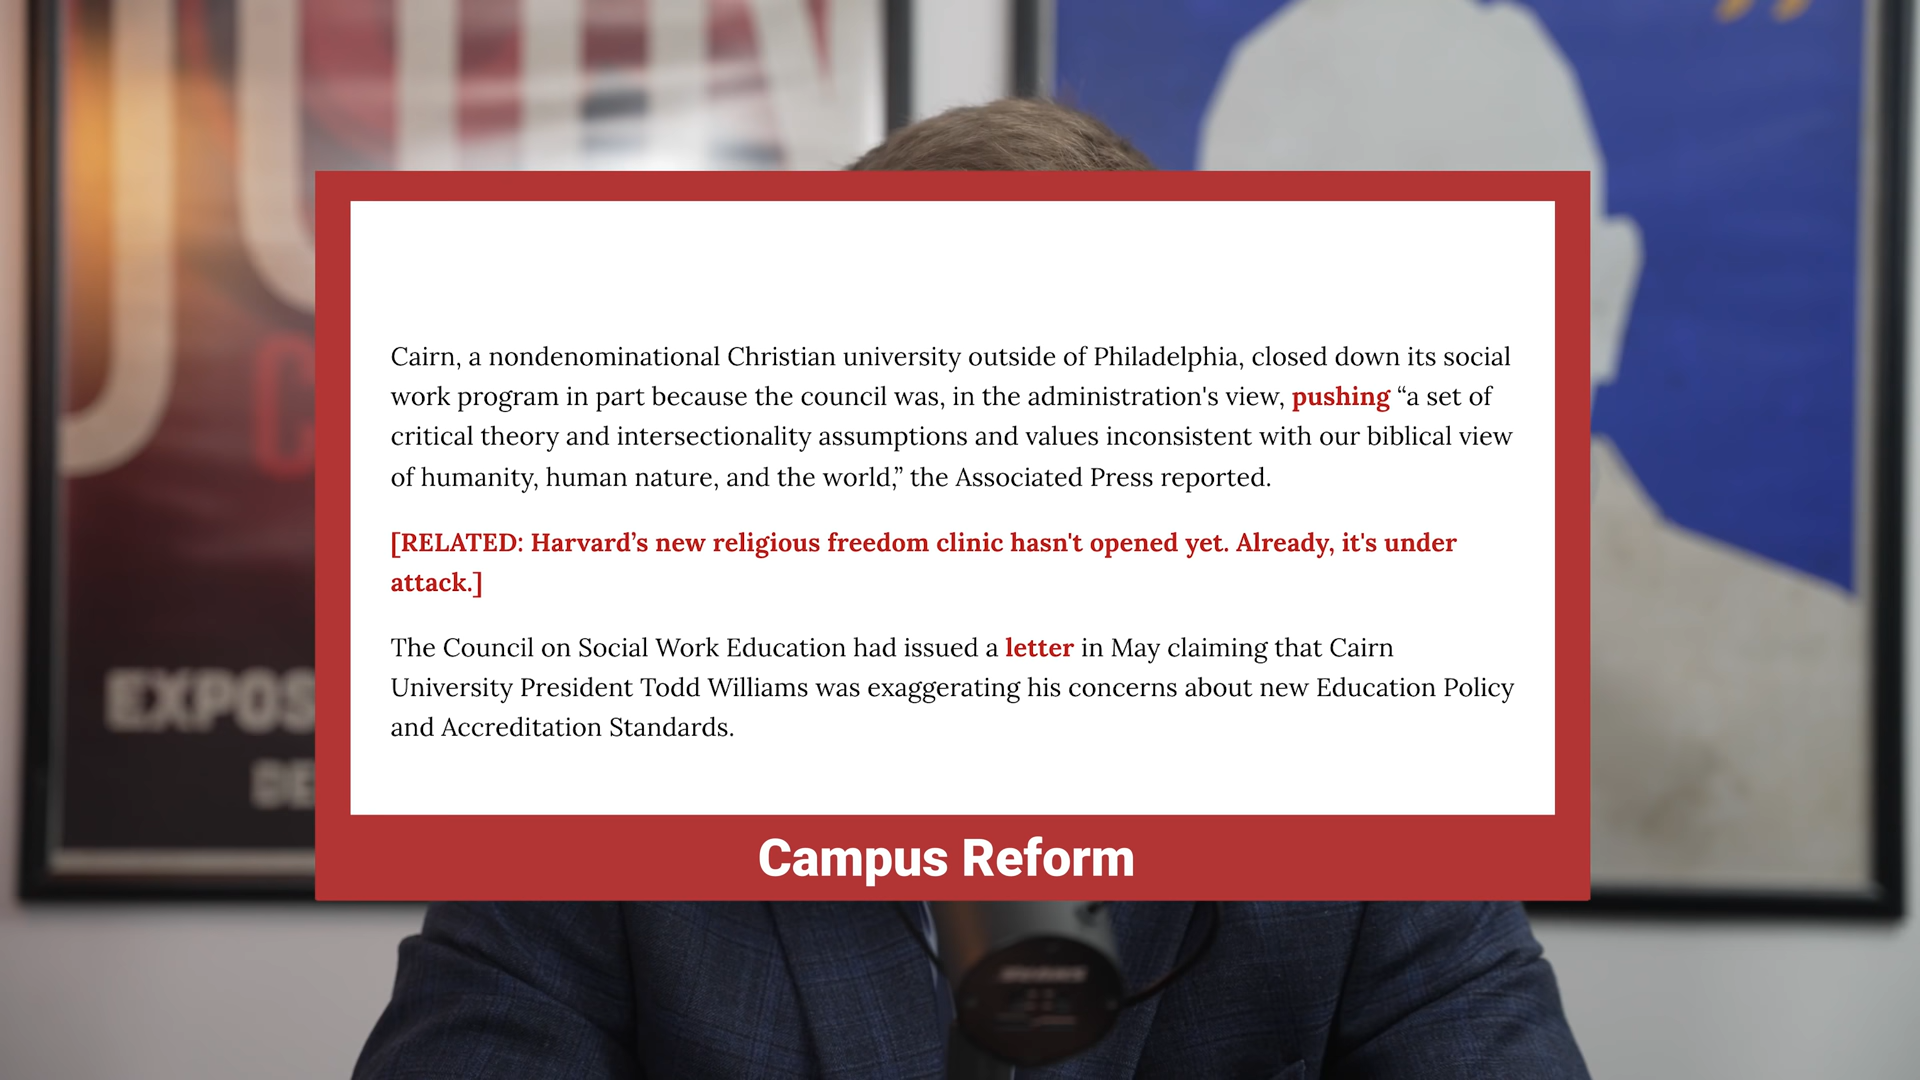 Cairn, a nondenominational Christian university outside of Philadelphia, closed down its social
work program in part because the council was, in the administration's view, pushing “a set of
critical theory and intersectionality assumptions and values inconsistent with our biblical view
of humanity, human nature, and the world,” the Associated Press reported.
[RELATED: Harvard’s new religious freedom clinic hasn't opened yet. Already, it's under
attack.]
The Council on Social Work Education had issued a letter in May claiming that Cairn
University President Todd Williams was exaggerating his concerns about new Education Policy
and Accreditation Standards.
Campus Reform